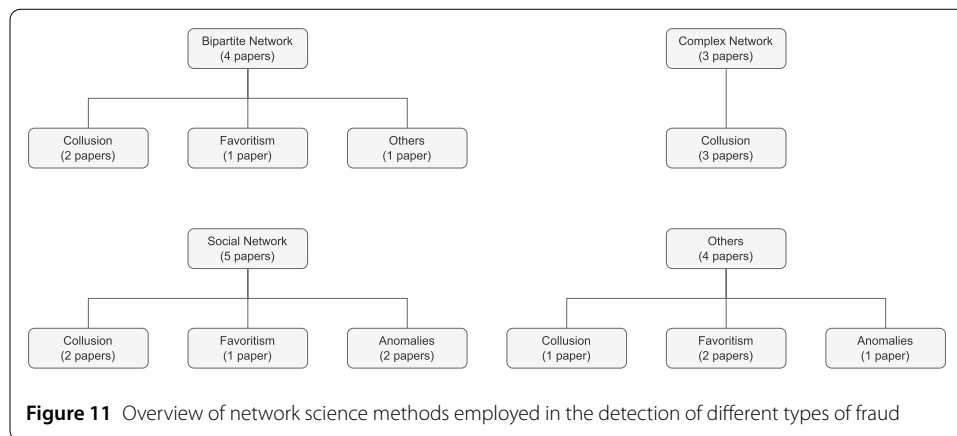 Bipartite Network
(4 papers)
Collusion
(2 papers)
Favoritism
(1 paper)
Others
(1 paper)
Complex Network
(3 papers)
Collusion
(3 papers)
Social Network
(5 papers)
Collusion
(2 papers)
Favoritism
(1 paper)
Anomalies
(2 papers)
Others
(4 papers)
Collusion
(1 paper)
Favoritism
(2 papers)
Anomalies
(1 paper)
Figure 11 Overview of network science methods employed in the detection of different types of fraud